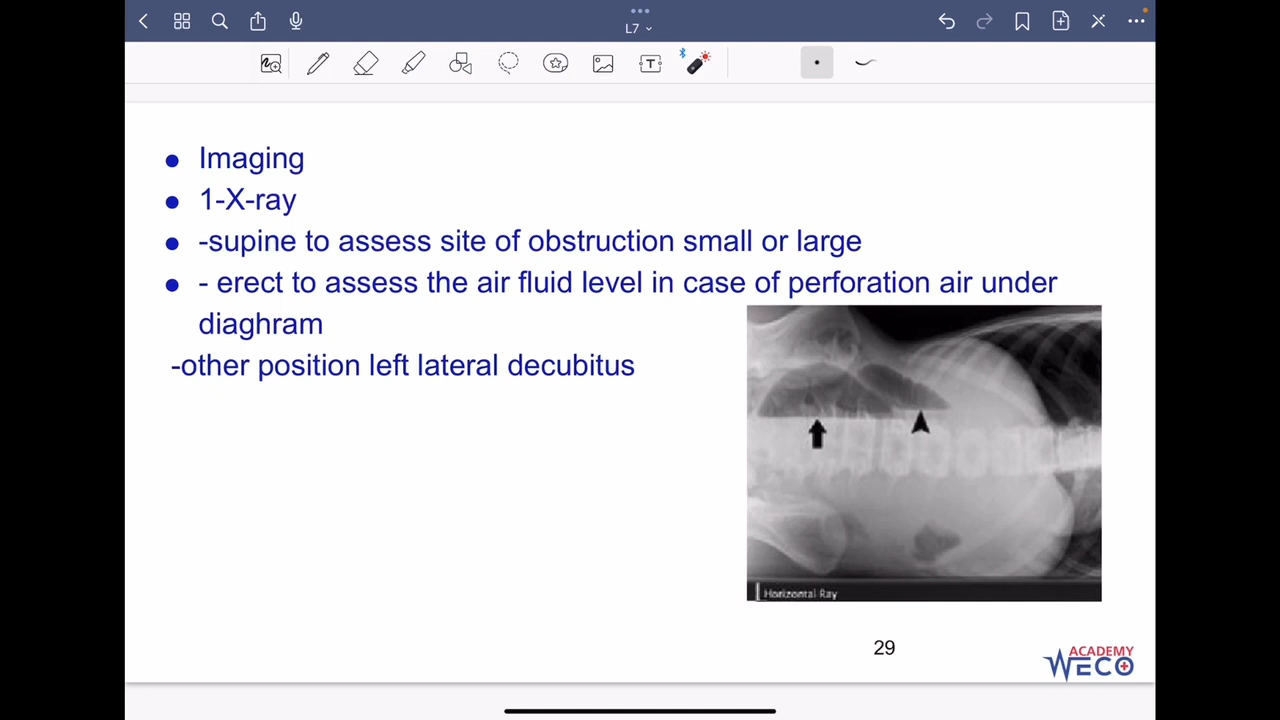 L7
● Imaging
● 1-X-ray
● -supine to assess site of obstruction small or large
● - erect to assess the air fluid level in case of perforation air under
diaghram
-other position left lateral decubitus
Horizontal Ray
29
ACADEMY
WECO